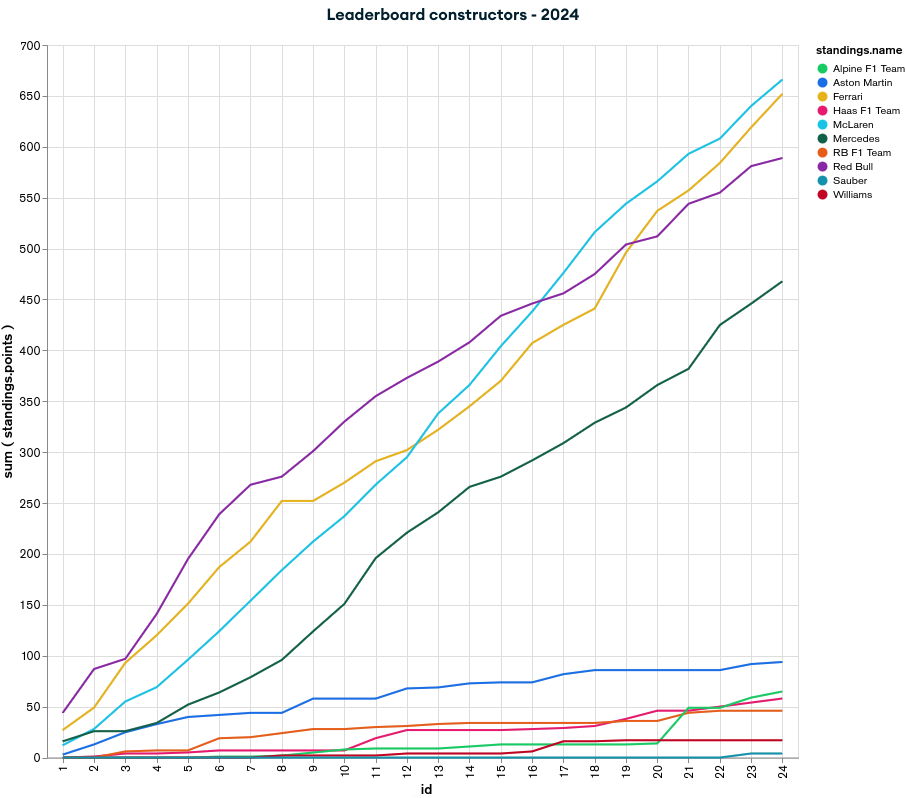 Leaderboard constructors - 2024
standings.name
Alpine F1 Team
Aston Martin
Ferrari
Haas F1 Team
McLaren
Mercedes
RB F1 Team
Red Bull
Sauber
Williams
sum ( standings.points )
700
650
600
550
500
450
400
350
300
250
200
150
100
50
0
1 2 3 4 5 6 7 8 9 10 11 12 13 14 15 16 17 18 19 20 21 22 23 24
id